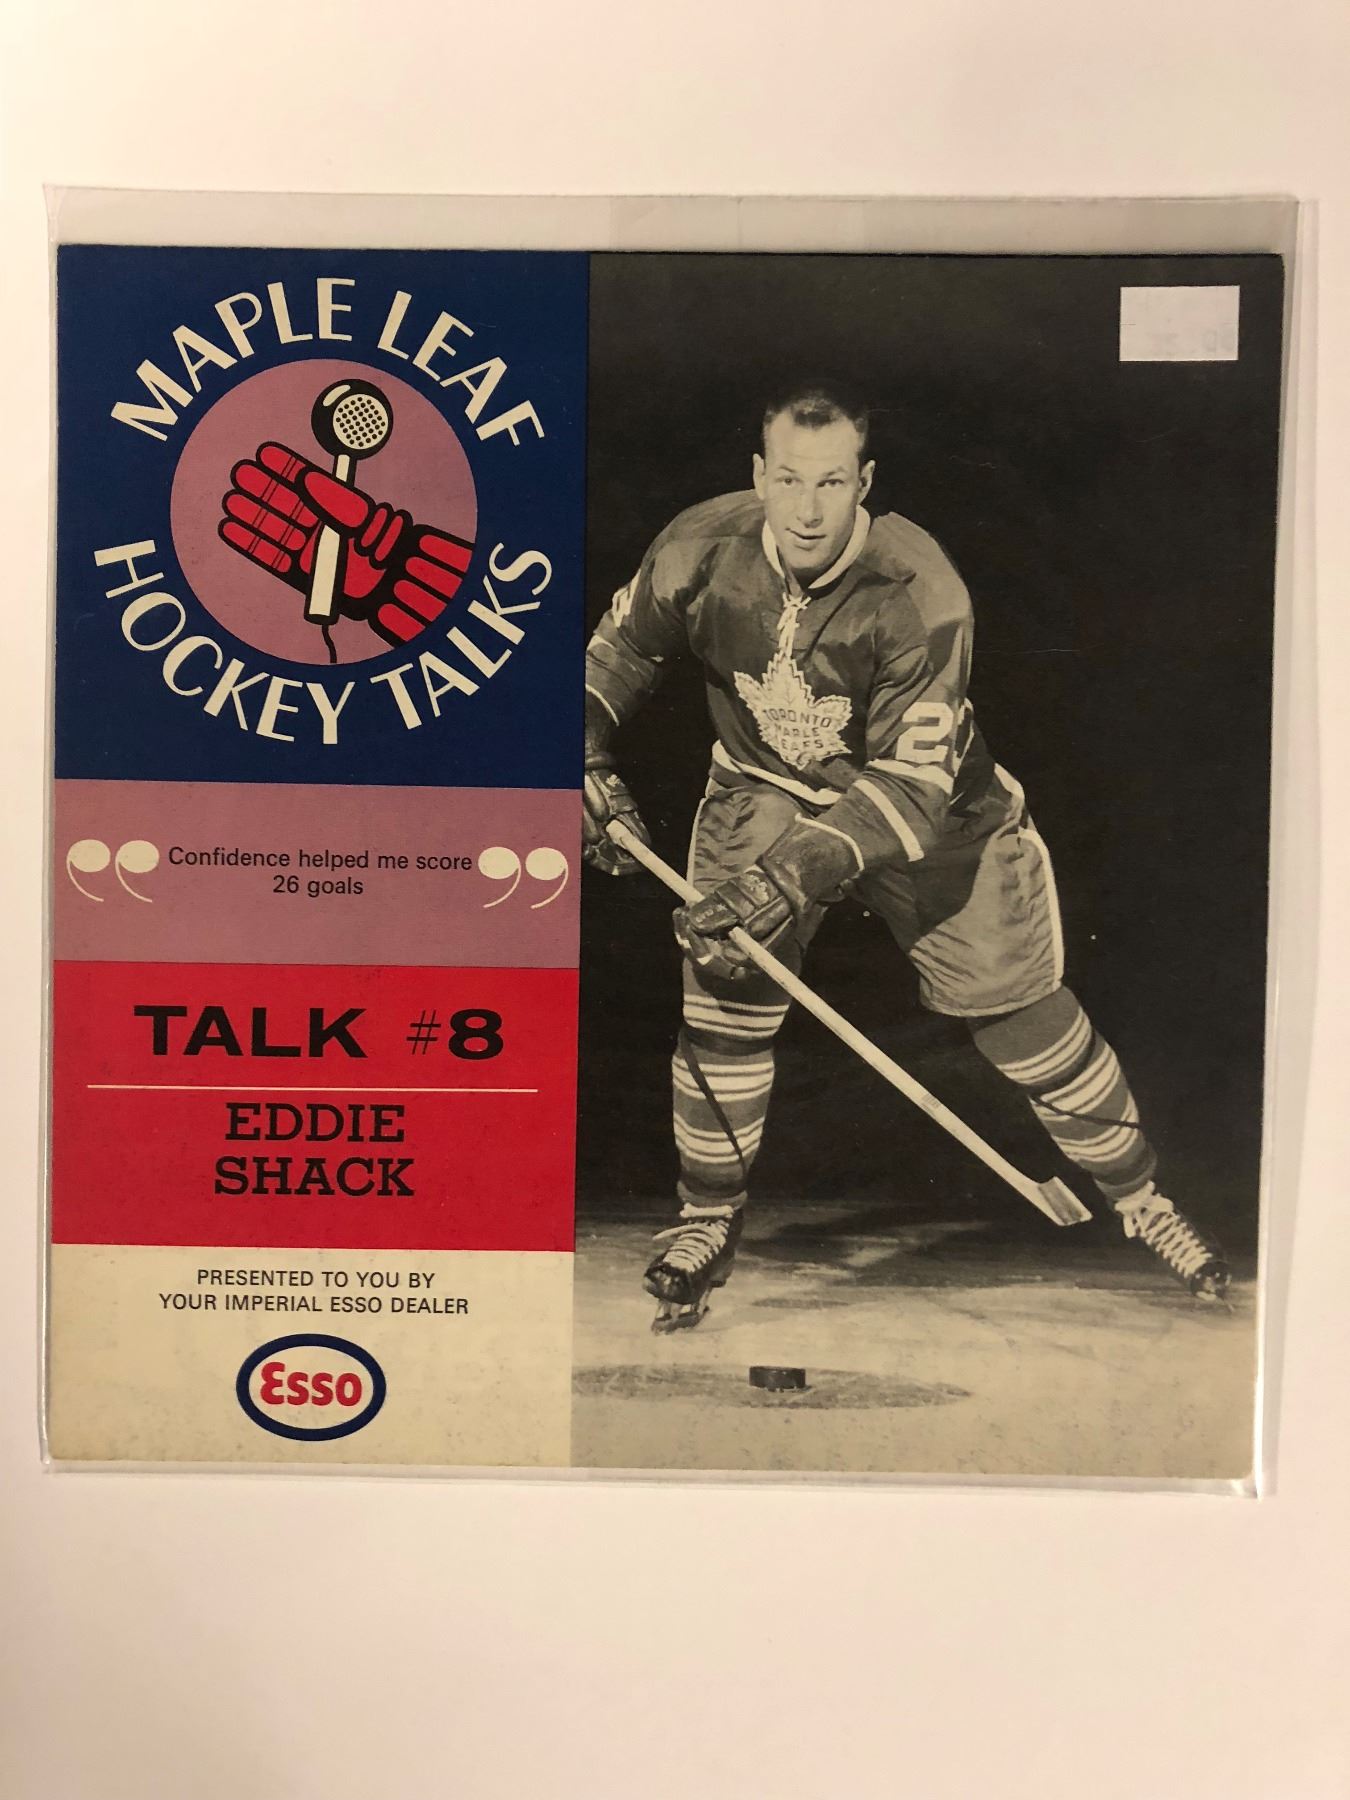 MAPLE LEAF
HOCKEY TALKS
“ Confidence helped me score ”
26 goals
TALK #8
EDDIE
SHACK
PRESENTED TO YOU BY
YOUR IMPERIAL ESSO DEALER
Esso
TORONTO
MAPLE
LEAFS